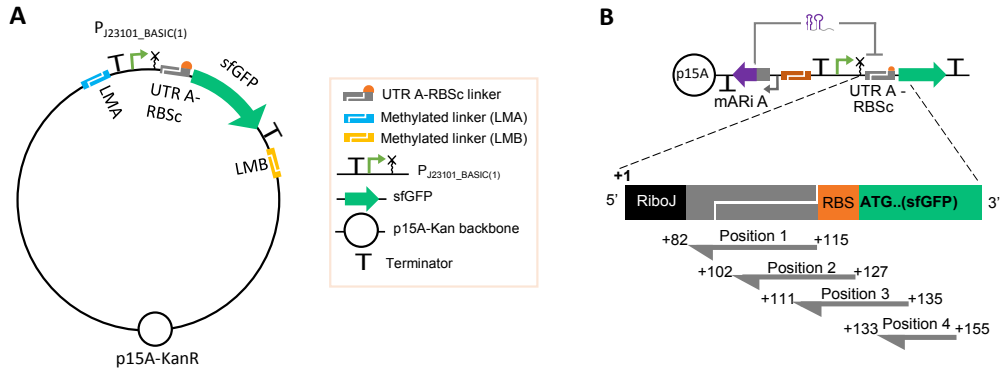 A
P J23101_BASIC(1)
sfGFP
LMA
UTR A-
RBSc
LMB
p15A-KanR
UTR A-RBSc linker
Methylated linker (LMA)
Methylated linker (LMB)
P J23101_BASIC(1)
sfGFP
p15A-Kan backbone
Terminator
B
p15A
mARi A
UTR A -
RBSc
+1
5’ RiboJ RBS ATG..(sfGFP) 3’
+82 Position 1 +115
+102 Position 2 +127
+111 Position 3 +135
+133 Position 4 +155